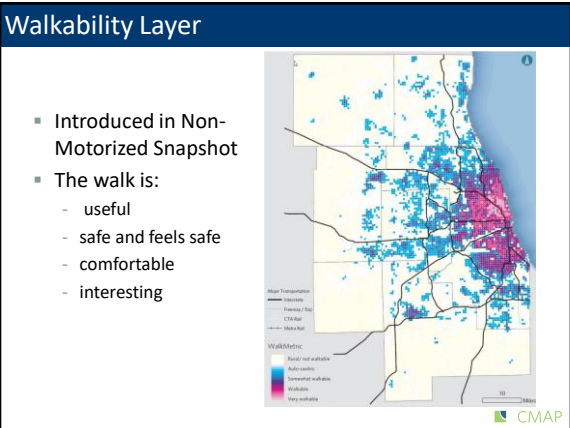 Walkability Layer
▪ Introduced in Non-
Motorized Snapshot
▪ The walk is:
- useful
- safe and feels safe
- comfortable
- interesting
Major Transportation
Interstate
CTA Rail
Metra Rail
WalkMetric
Rural/ not walkable
Auto-centric
Somewhat walkable
Walkable
Very walkable
10
Miles
CMAP